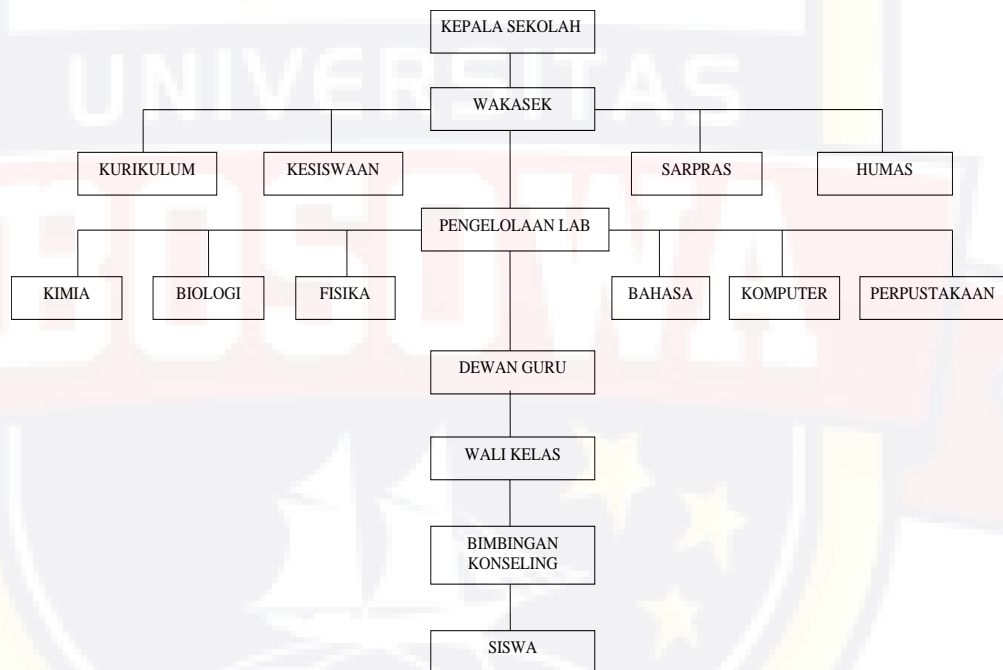 UNIVERSITAS
BOSOWA
KEPALA SEKOLAH
WAKASEK
KURIKULUM
KESISWAAN
SARPRAS
HUMAS
PENGELOLAAN LAB
KIMIA
BIOLOGI
FISIKA
BAHASA
KOMPUTER
PERPUSTAKAAN
DEWAN GURU
WALI KELAS
BIMBINGAN
KONSELING
SISWA